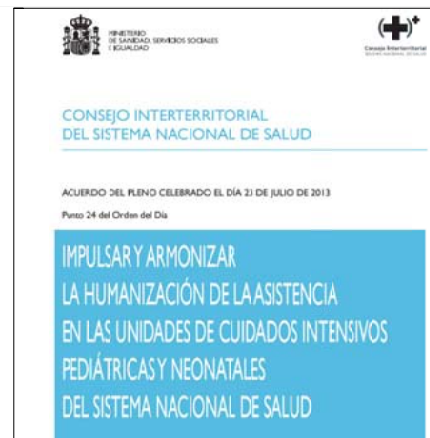 MINISTERIO
DE SANIDAD, SERVICIOS SOCIALES
E IGUALDAD
Consejo Interterritorial
CONSEJO INTERTERRITORIAL
DEL SISTEMA NACIONAL DE SALUD
ACUERDO DEL PLENO CELEBRADO EL DÍA 23 DE JULIO DE 2013
Punto 24 del Orden del Día
IMPULSAR Y ARMONIZAR
LA HUMANIZACIÓN DE LA ASISTENCIA
EN LAS UNIDADES DE CUIDADOS INTENSIVOS
PEDIÁTRICAS Y NEONATALES
DEL SISTEMA NACIONAL DE SALUD